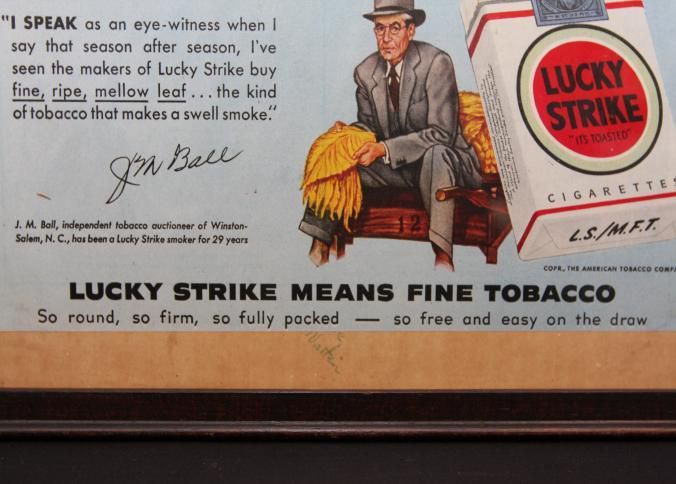 "I SPEAK as an eye-witness when I
say that season after season, I've
seen the makers of Lucky Strike buy
fine, ripe, mellow leaf... the kind
of tobacco that makes a swell smoke."
J M Ball
J. M. Ball, independent tobacco auctioneer of Winston-
Salem, N. C., has been a Lucky Strike smoker for 29 years
12
LUCKY
STRIKE
"IT'S TOASTED"
CIGARETTES
L.S./M.F.T.
COPR., THE AMERICAN TOBACCO
LUCKY STRIKE MEANS FINE TOBACCO
So round, so firm, so fully packed — so free and easy on the draw